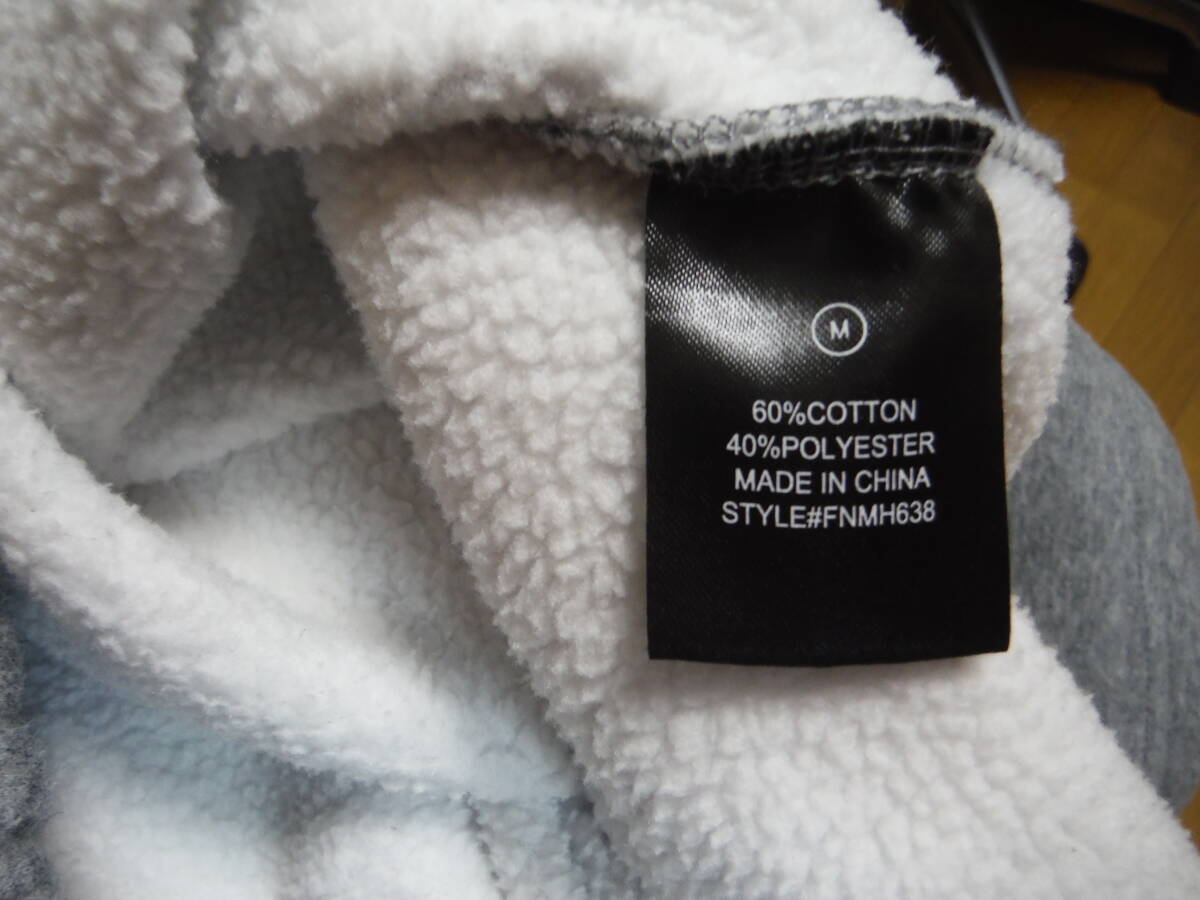 M
60%COTTON
40%POLYESTER
MADE IN CHINA
STYLE#FNMH638